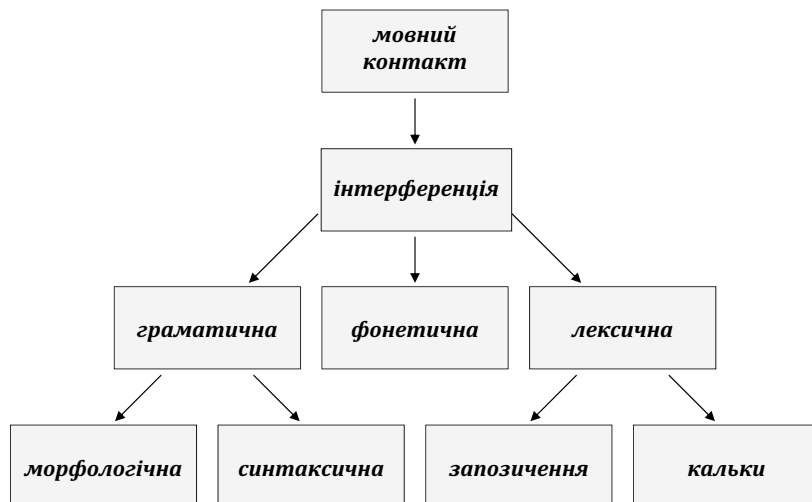 мовний
контакт
інтерференція
граматична
фонетична
лексична
морфологічна
синтаксична
запозичення
кальки